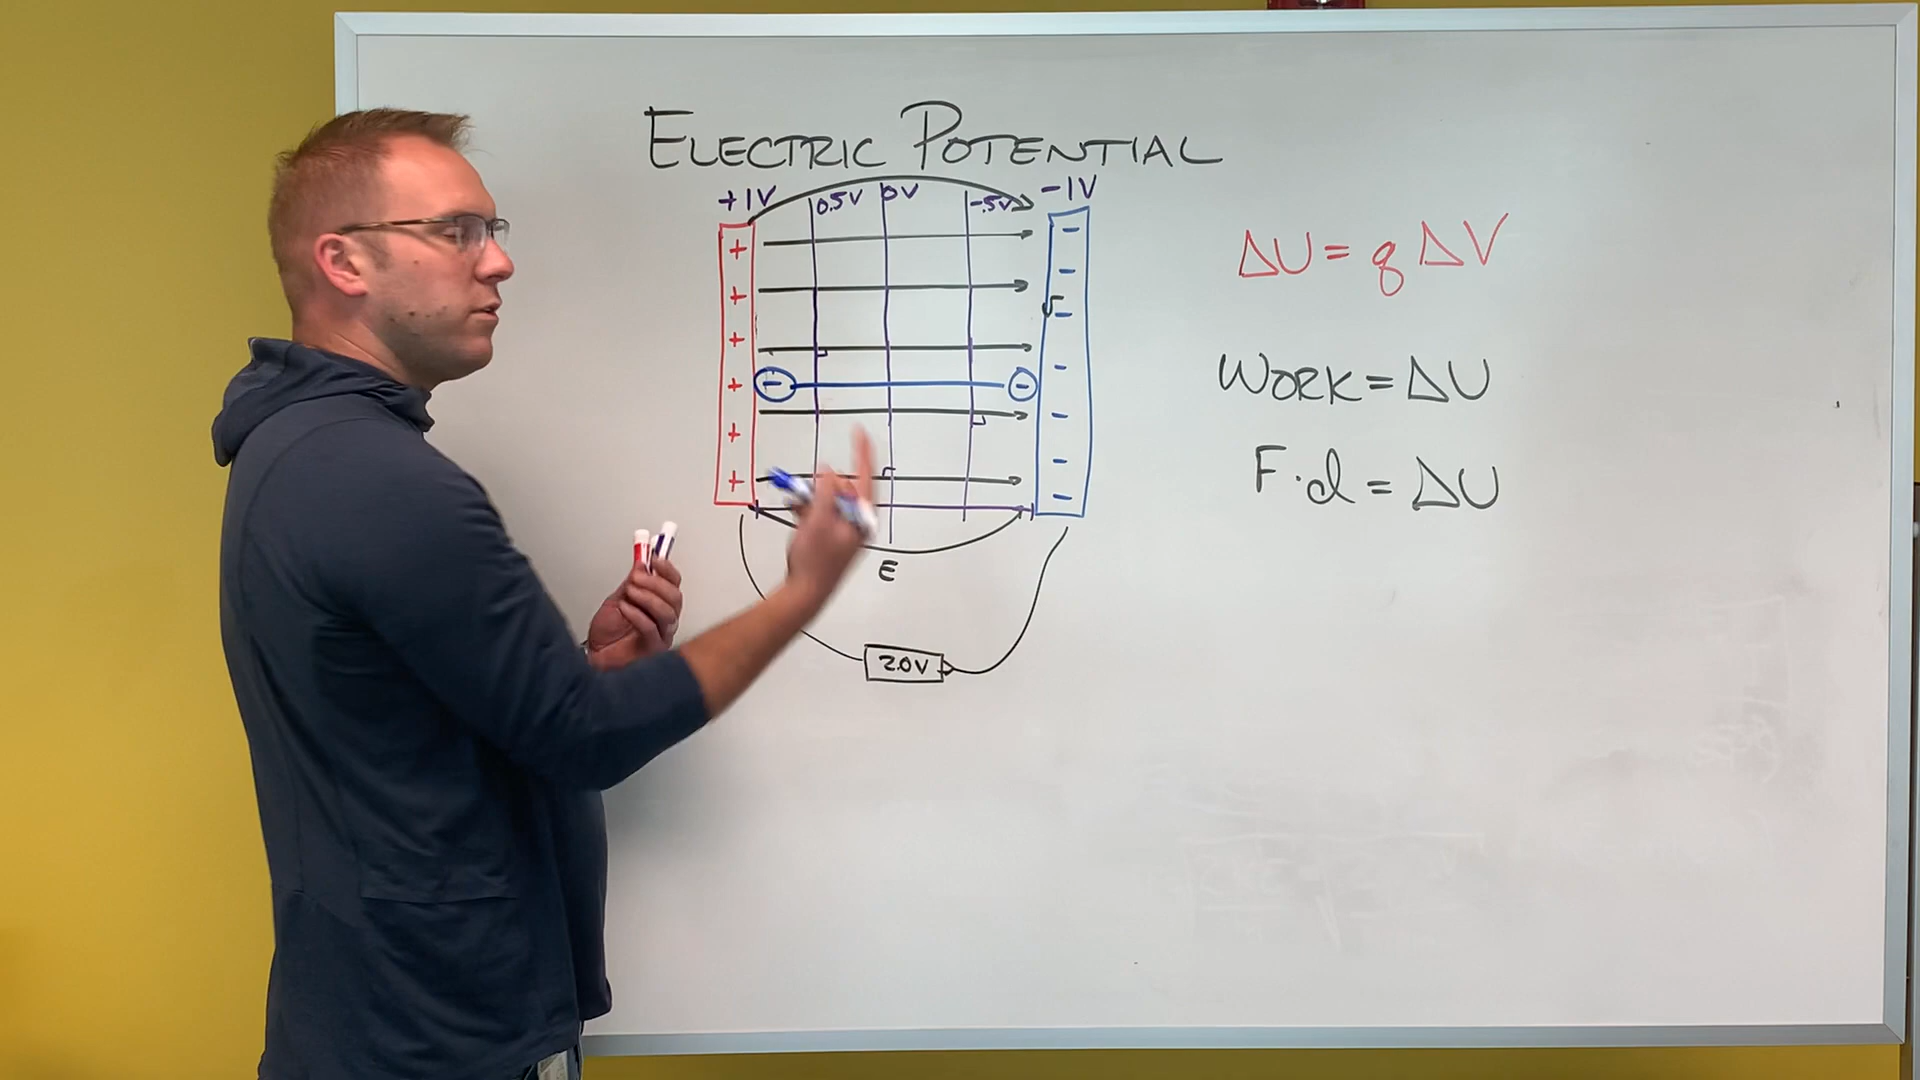 ELECTRIC POTENTIAL
+1V 0.5V 0V -.5V -1V
+ -
+ -
+ -
+ - - -
+ -
+ -
-
E
2.0V
ΔU = q ΔV
WORK = ΔU
F · d = ΔU